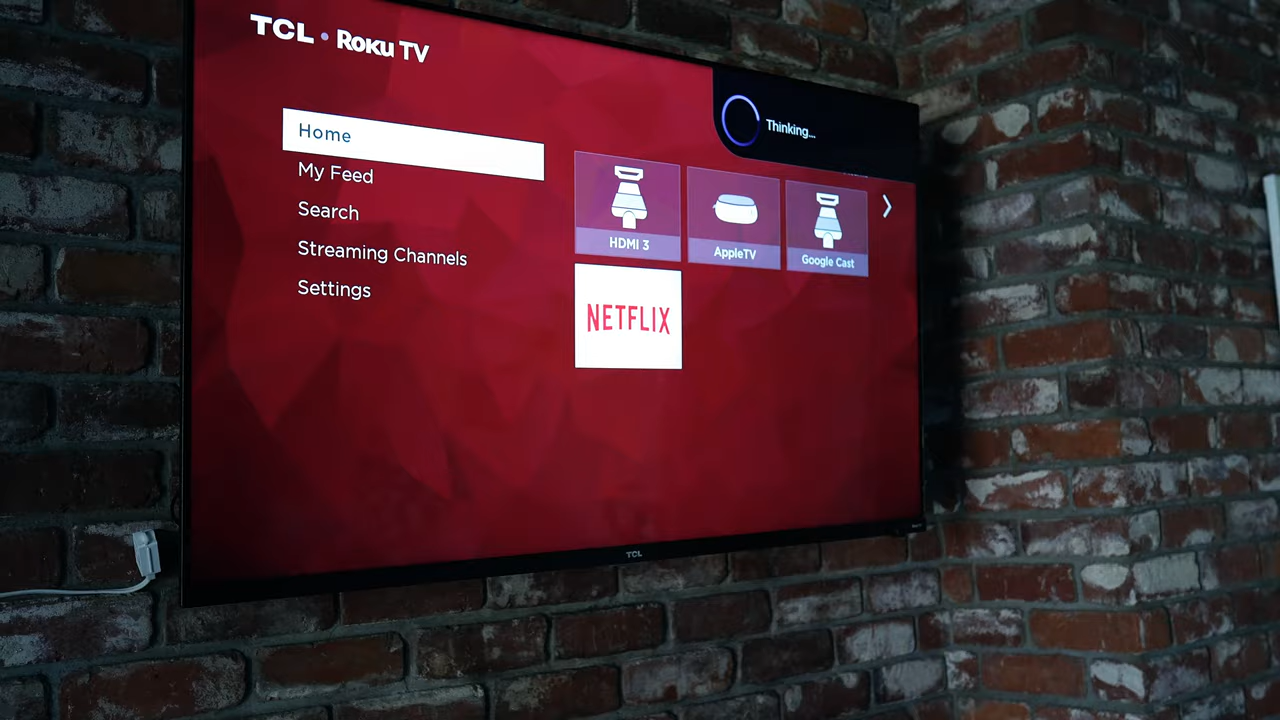 TCL • Roku TV
Thinking...
Home
My Feed
Search
Streaming Channels
Settings
HDMI 3
AppleTV
Google Cast
NETFLIX
TCL